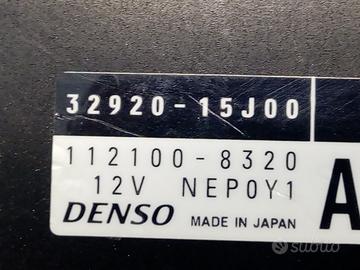 32920-15J00
112100-8320
12V NEP0Y1
DENSO MADE IN JAPAN
A
subito